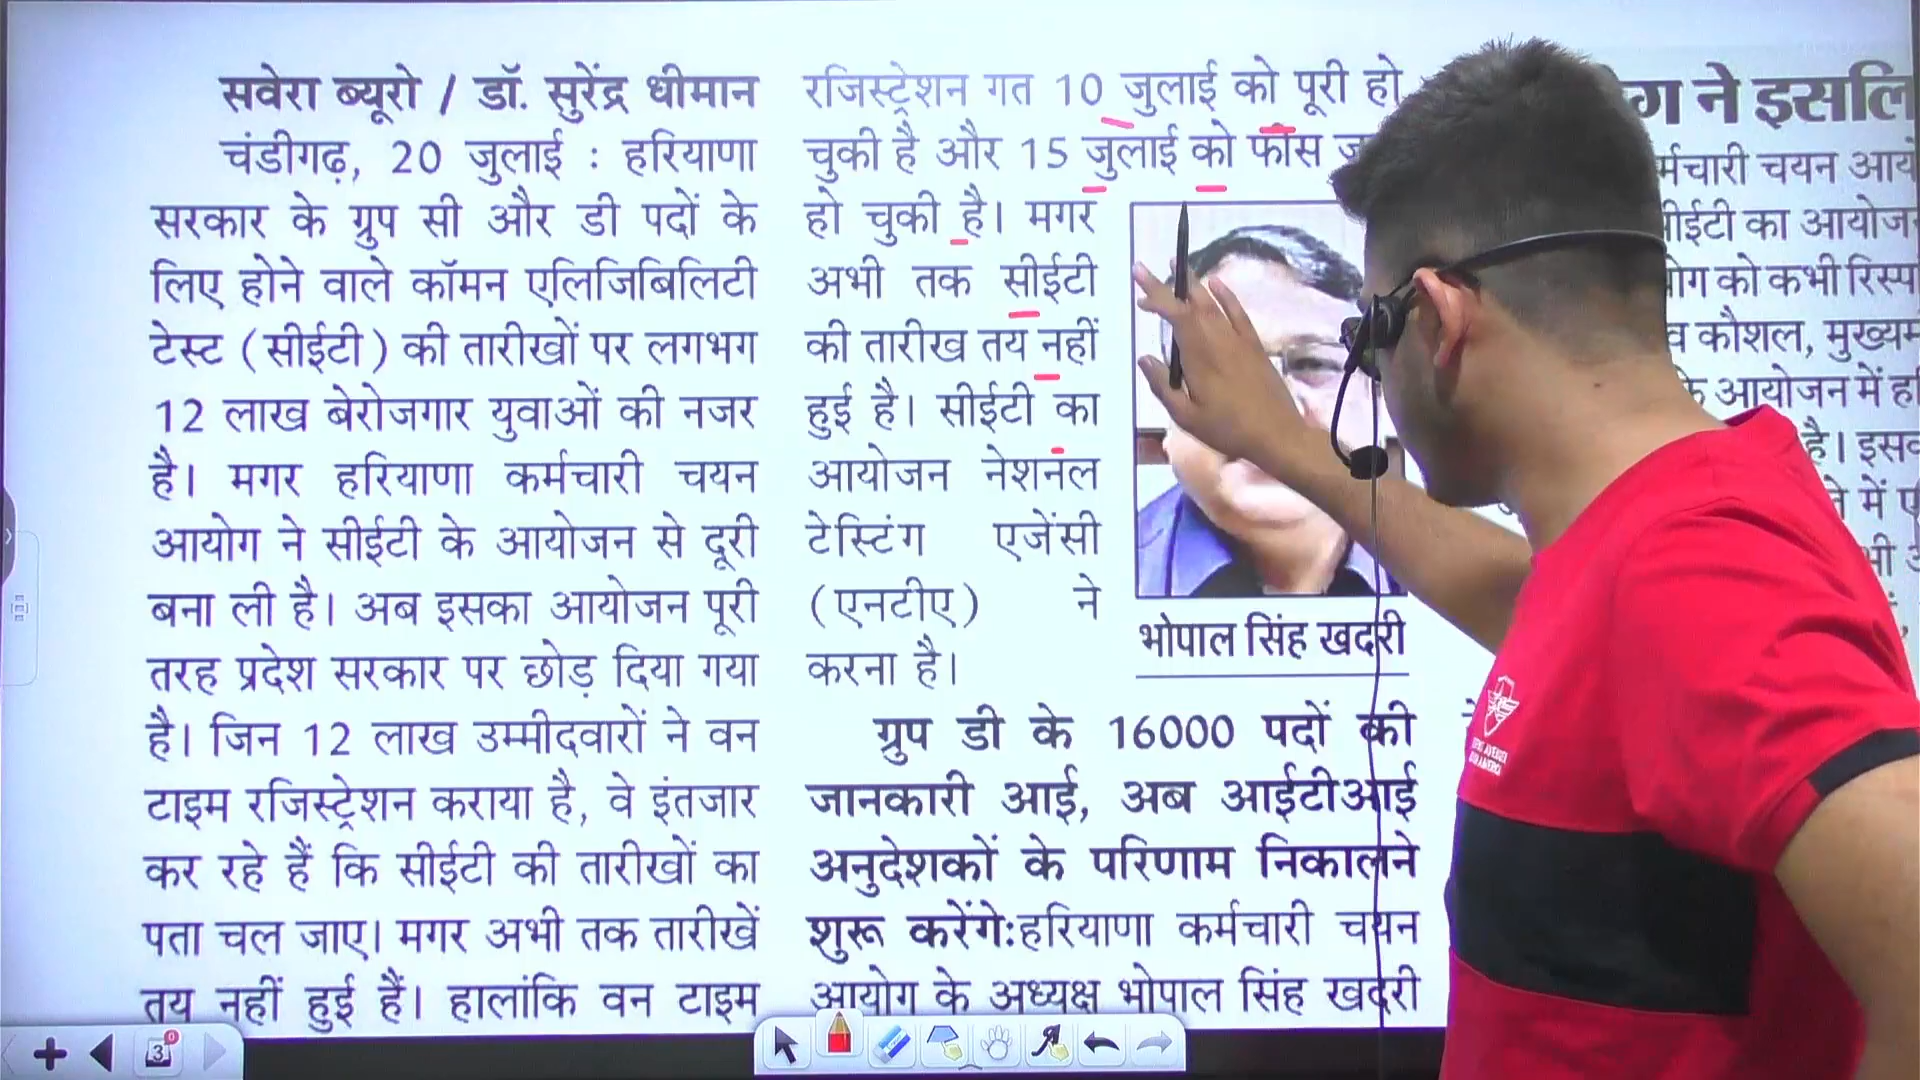 सवेरा ब्यूरो / डॉ. सुरेंद्र धीमान
चंडीगढ़, 20 जुलाई : हरियाणा
सरकार के ग्रुप सी और डी पदों के
लिए होने वाले कॉमन एलिजिबिलिटी
टेस्ट (सीईटी) की तारीखों पर लगभग
12 लाख बेरोजगार युवाओं की नजर
है। मगर हरियाणा कर्मचारी चयन
आयोग ने सीईटी के आयोजन से दूरी
बना ली है। अब इसका आयोजन पूरी
तरह प्रदेश सरकार पर छोड़ दिया गया
है। जिन 12 लाख उम्मीदवारों ने वन
टाइम रजिस्ट्रेशन कराया है, वे इंतजार
कर रहे हैं कि सीईटी की तारीखों का
पता चल जाए। मगर अभी तक तारीखें
तय नहीं हुई हैं। हालांकि वन टाइम
रजिस्ट्रेशन गत 10 जुलाई को पूरी हो
चुकी है और 15 जुलाई को फीस
हो चुकी है। मगर
अभी तक सीईटी
की तारीख तय नहीं
हुई है। सीईटी का
आयोजन नेशनल
टेस्टिंग एजेंसी
(एनटीए) ने
करना है।
भोपाल सिंह खदरी
ग्रुप डी के 16000 पदों की
जानकारी आई, अब आईटीआई
अनुदेशकों के परिणाम निकालने
शुरू करेंगे:हरियाणा कर्मचारी चयन
आयोग के अध्यक्ष भोपाल सिंह खदरी
ने इसलि
चयन
सीईटी का
को कभी
कौशल,
आयोजन में
है।
में
3
0